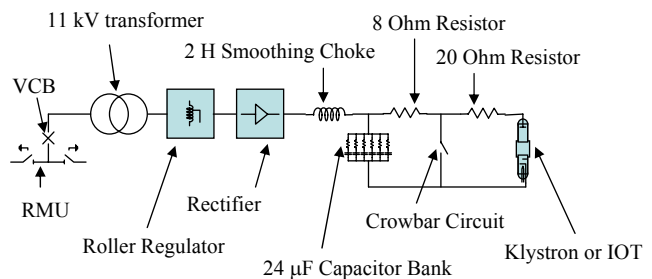 11 kV transformer
8 Ohm Resistor
2 H Smoothing Choke
20 Ohm Resistor
VCB
RMU
Rectifier
Crowbar Circuit
Roller Regulator
Klystron or IOT
24 μF Capacitor Bank